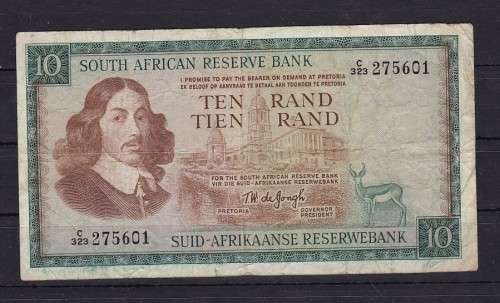 10 SOUTH AFRICAN RESERVE BANK C/323 275601
I PROMISE TO PAY THE BEARER ON DEMAND AT PRETORIA
EK BELOOF OP AANVRAAG TE BETAAL AAN TOONDER TE PRETORIA
TEN RAND
TIEN RAND
FOR THE SOUTH AFRICAN RESERVE BANK
VIR DIE SUID-AFRIKAANSE RESERWEBANK
T.W. de Jongh
PRETORIA GOVERNOR
PRESIDENT
C/323 275601
SUID-AFRIKAANSE RESERWEBANK 10